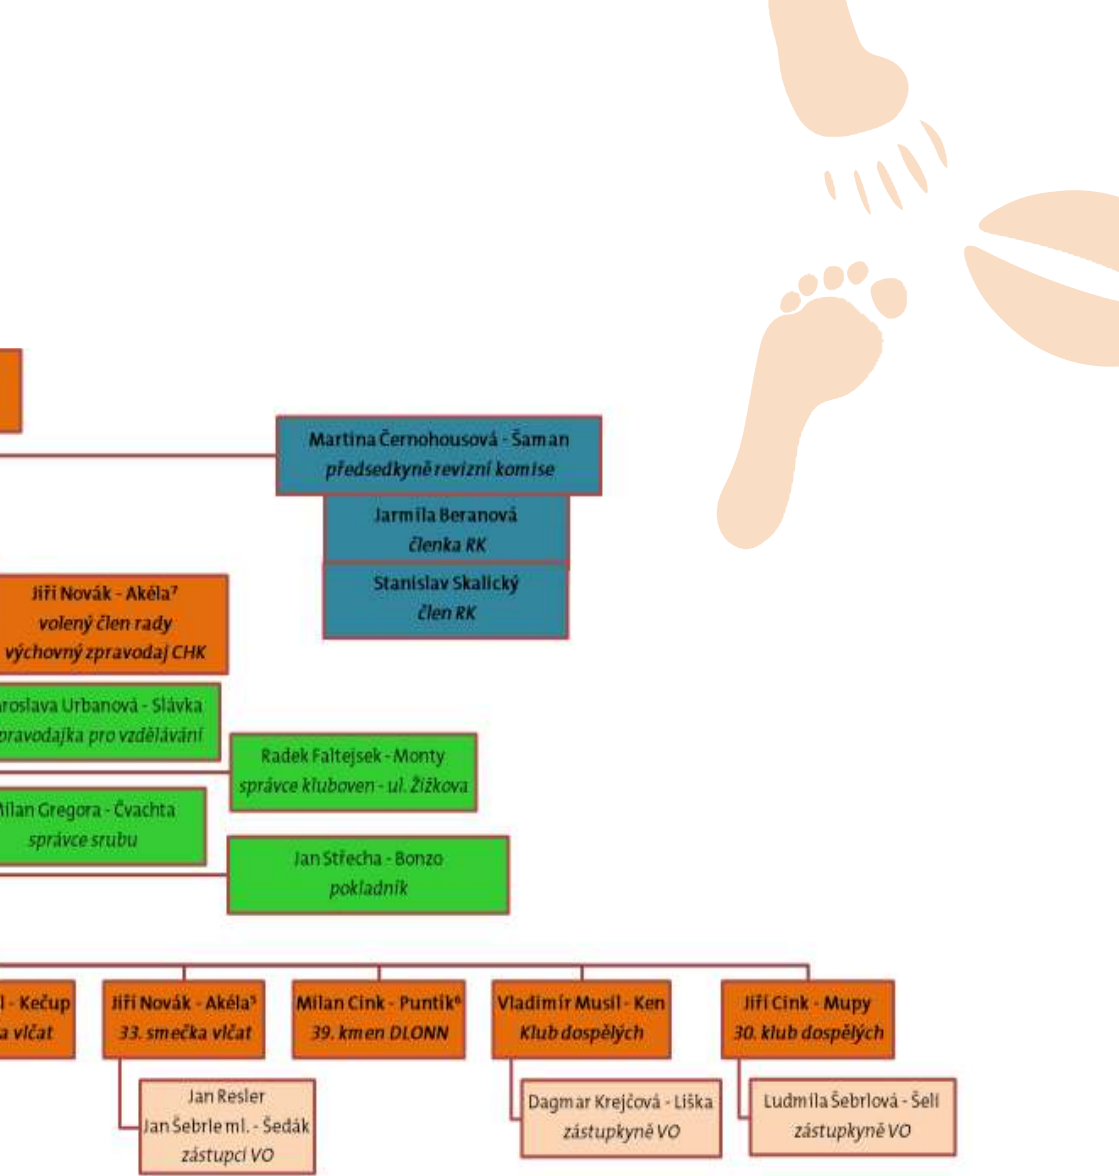 Martina Černohousová - Šaman
předsedkyně revizní komise
Jarmila Beranová
členka RK
Stanislav Skalický
člen RK
Jiří Novák - Akéla⁷
volený člen rady
výchovný zpravodaj CHK
Urbanová - Slávka
pro vzdělávání
Radek Faltejsek - Monty
správce kluboven - ul. Žižkova
Gregora - Čvachta
správce srubu
Jan Střecha - Bonzo
pokladník
- Kečup
vlčat
Jiří Novák - Akéla⁵
33. smečka vlčat
Milan Cink - Puntík⁶
39. kmen DLONN
Vladimír Musil - Ken
Klub dospělých
Jiří Cink - Mupy
30. klub dospělých
Jan Resler
Jan Šebrle ml. - Šedák
zástupci VO
Dagmar Krejčová - Liška
zástupkyně VO
Ludmila Šebrlová - Šeli
zástupkyně VO